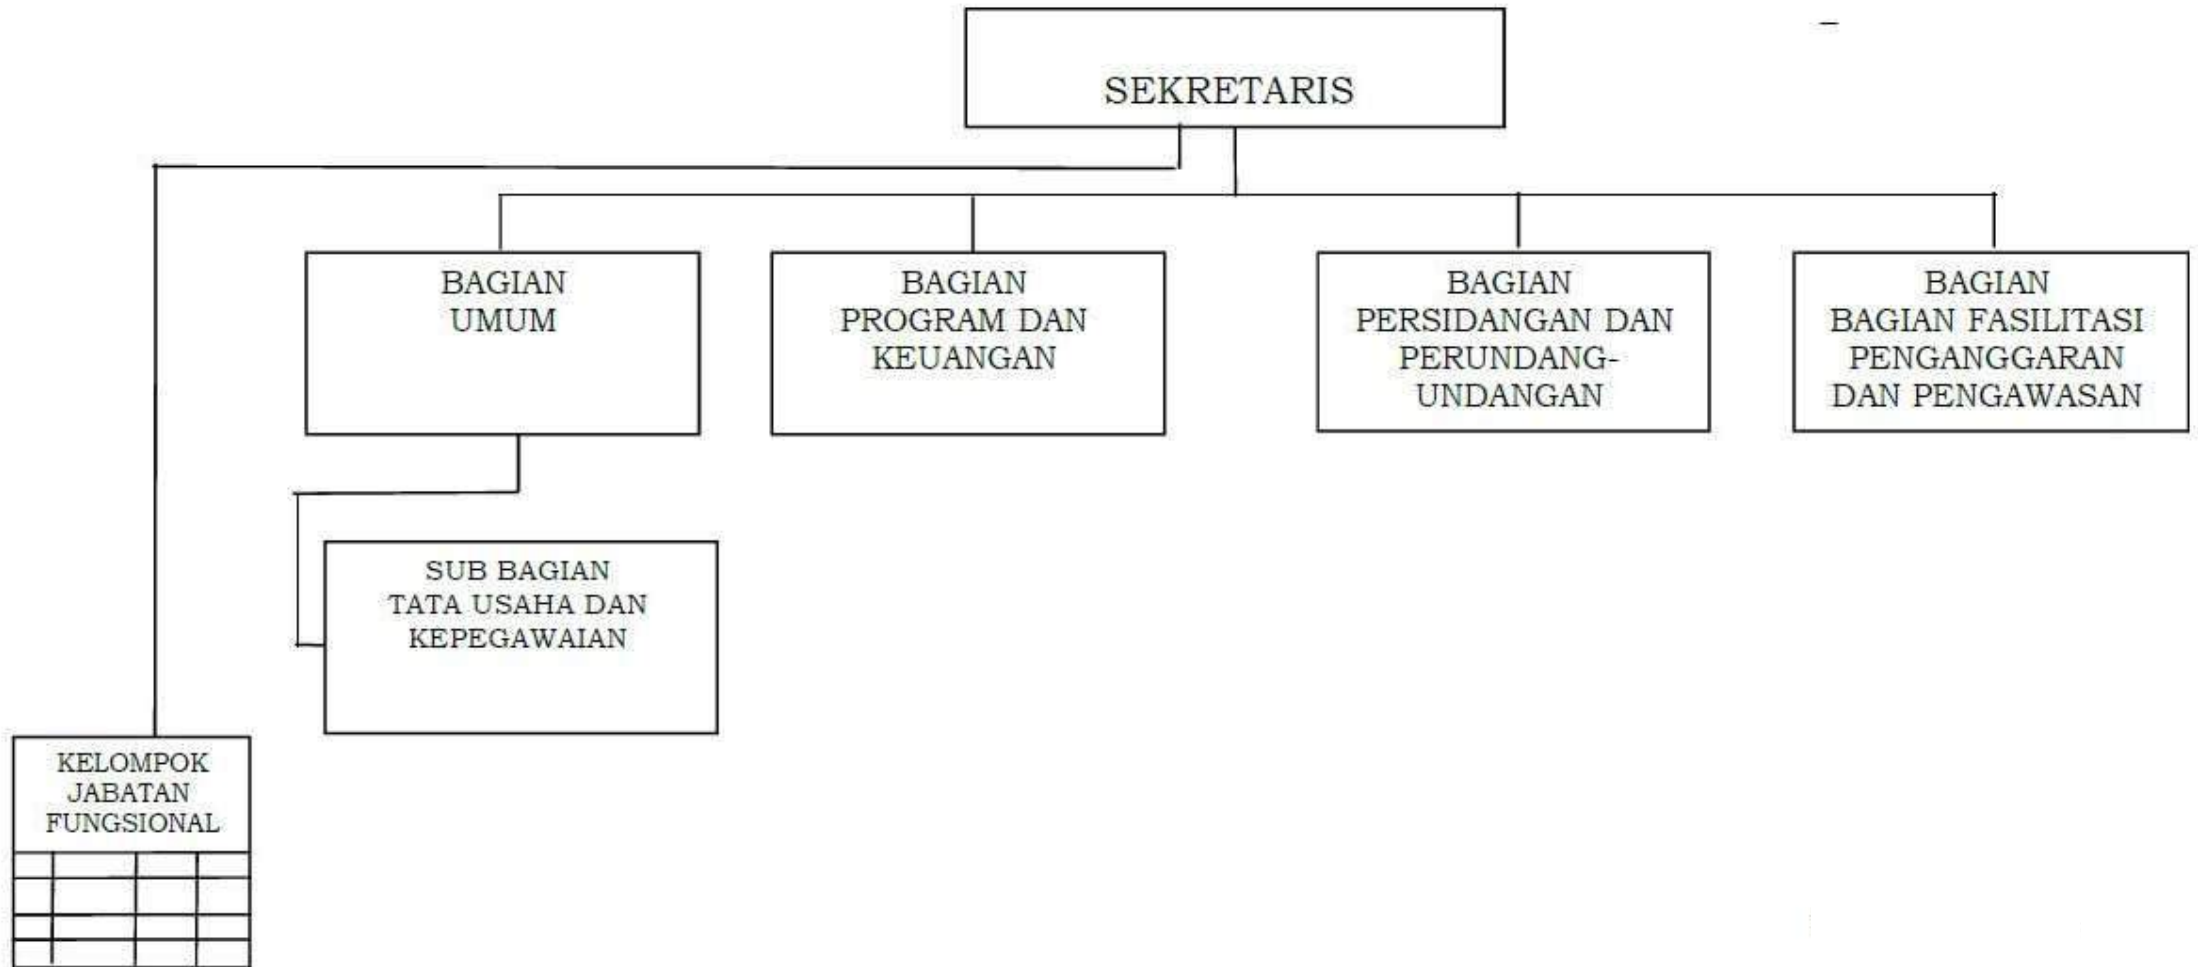 SEKRETARIS
BAGIAN
UMUM
BAGIAN
PROGRAM DAN
KEUANGAN
BAGIAN
PERSIDANGAN DAN
PERUNDANG-
UNDANGAN
BAGIAN
BAGIAN FASILITASI
PENGANGGARAN
DAN PENGAWASAN
SUB BAGIAN
TATA USAHA DAN
KEPEGAWAIAN
KELOMPOK
JABATAN
FUNGSIONAL